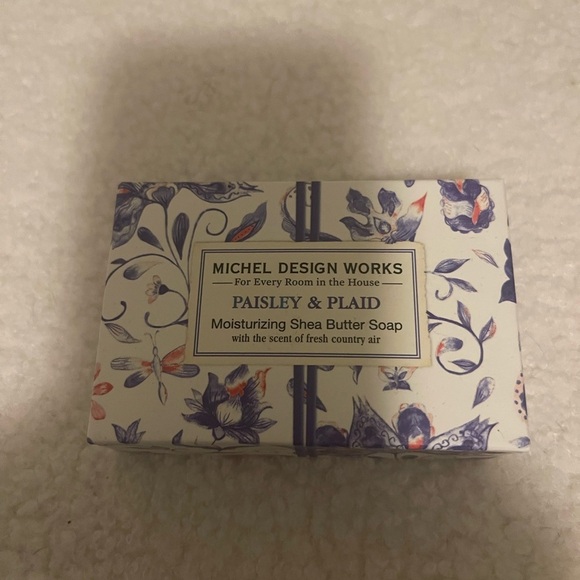 MICHEL DESIGN WORKS
For Every Room in the House
PAISLEY & PLAID
Moisturizing Shea Butter Soap
with the scent of fresh country air